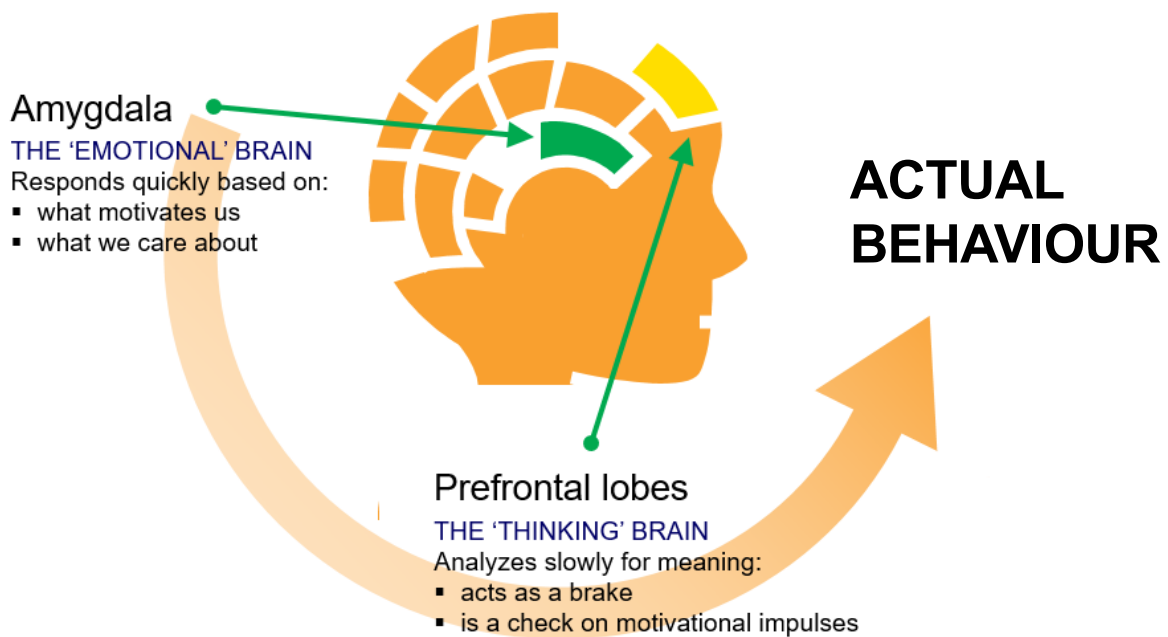 Amygdala
THE ‘EMOTIONAL’ BRAIN
Responds quickly based on:
▪ what motivates us
▪ what we care about
ACTUAL
BEHAVIOUR
Prefrontal lobes
THE ‘THINKING’ BRAIN
Analyzes slowly for meaning:
▪ acts as a brake
▪ is a check on motivational impulses